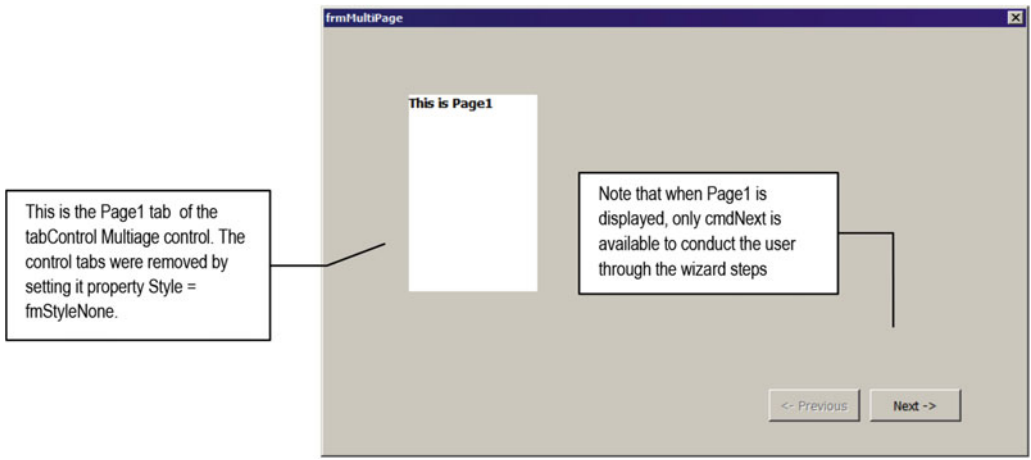 frmMultiPage
This is Page1
This is the Page1 tab of the
tabControl Multiage control. The
control tabs were removed by
setting it property Style =
fmStyleNone.
Note that when Page1 is
displayed, only cmdNext is
available to conduct the user
through the wizard steps
<- Previous
Next ->